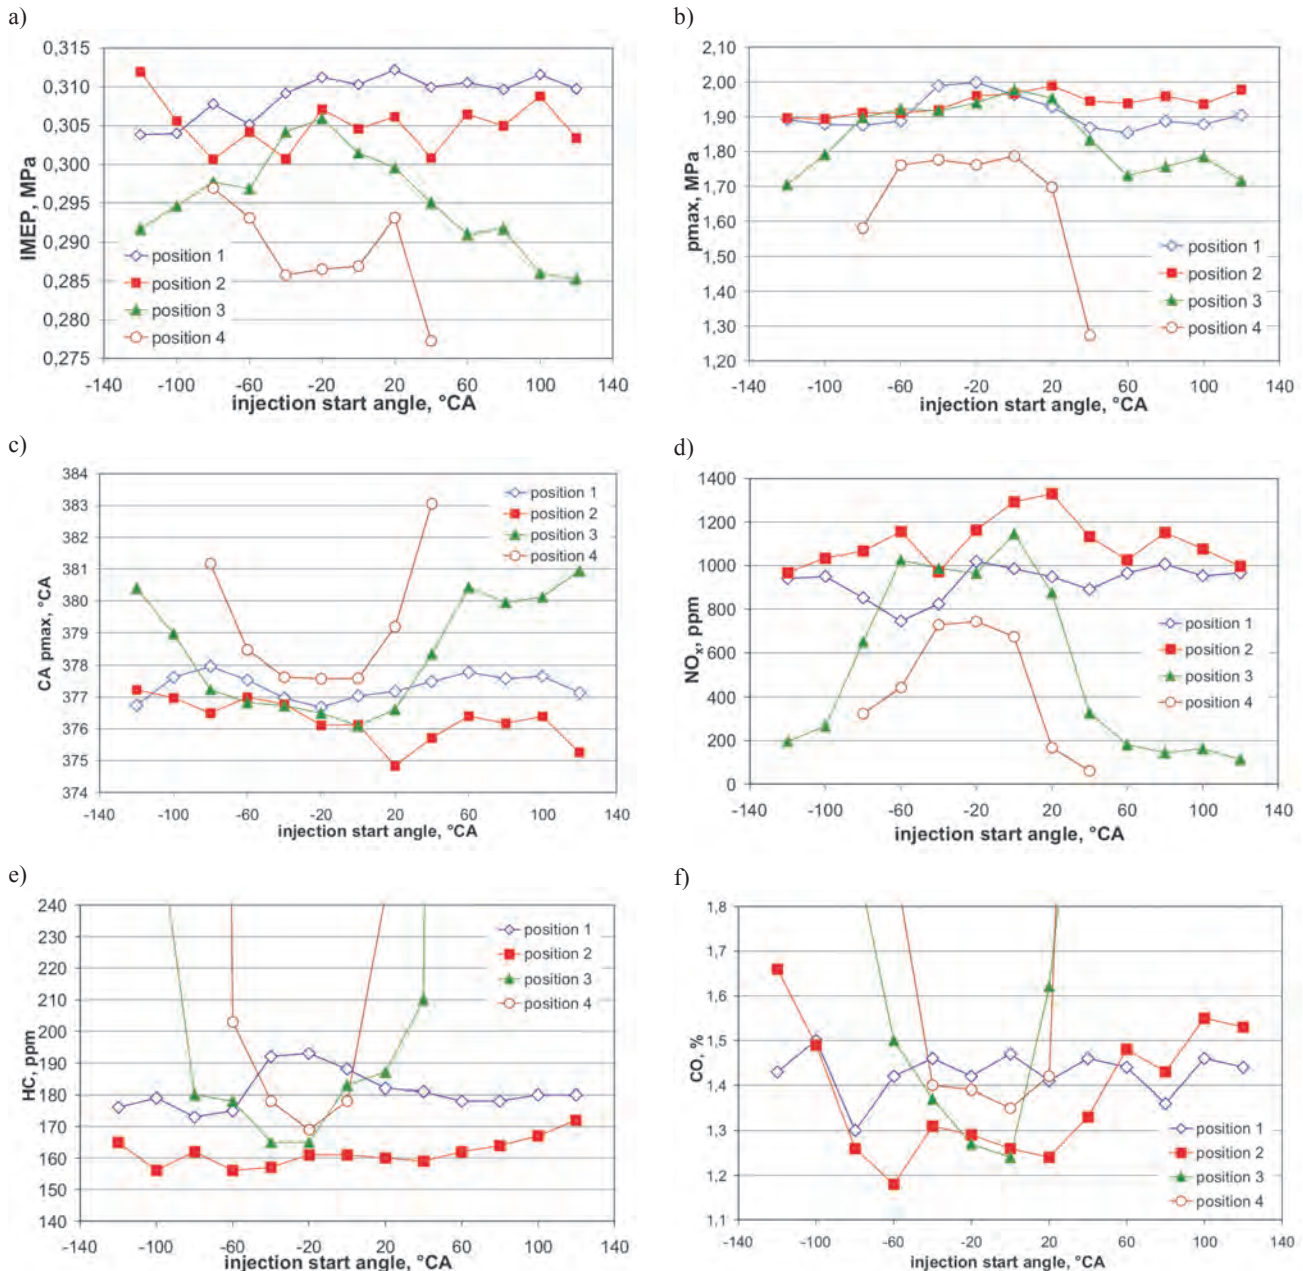 a)
0,315
0,310
0,305
0,300
0,295
0,290
0,285
0,280
0,275
IMEP, MPa
position 1
position 2
position 3
position 4
-140 -100 -60 -20 20 60 100 140
injection start angle, °CA
b)
2,10
2,00
1,90
1,80
1,70
1,60
1,50
1,40
1,30
1,20
pmax, MPa
position 1
position 2
position 3
position 4
-140 -100 -60 -20 20 60 100 140
injection start angle, °CA
c)
384
383
382
381
380
379
378
377
376
375
374
CA pmax, °CA
position 1
position 2
position 3
position 4
-140 -100 -60 -20 20 60 100 140
injection start angle, °CA
d)
1400
1200
1000
800
600
400
200
0
NOx, ppm
position 1
position 2
position 3
position 4
-140 -100 -60 -20 20 60 100 140
injection start angle, °CA
e)
240
230
220
210
200
190
180
170
160
150
140
HC, ppm
position 1
position 2
position 3
position 4
-140 -100 -60 -20 20 60 100 140
injection start angle, °CA
f)
1,8
1,7
1,6
1,5
1,4
1,3
1,2
1,1
CO, %
position 1
position 2
position 3
position 4
-140 -100 -60 -20 20 60 100 140
injection start angle, °CA